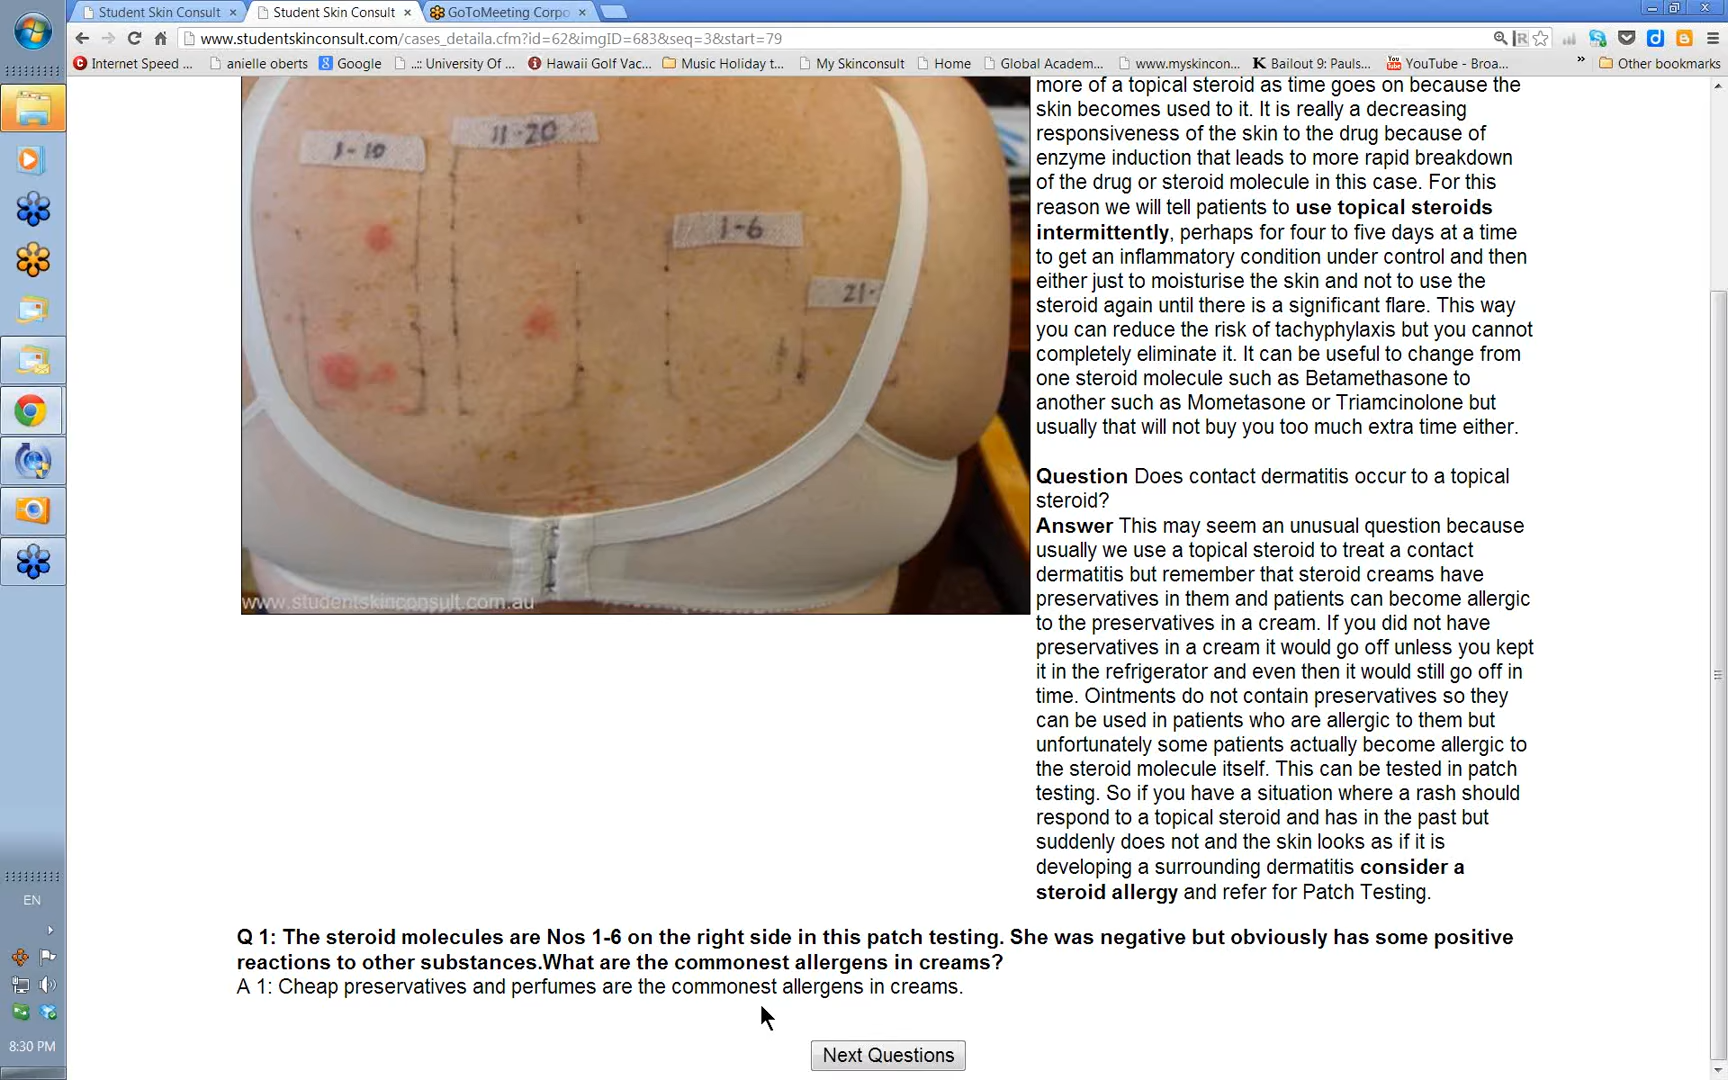 Student Skin Consult
Student Skin Consult
GoToMeeting Corpo
www.studentskinconsult.com/cases_detaila.cfm?id=62&imgID=683&seq=3&start=79
Internet Speed ...
anielle oberts
Google
..:: University Of ...
Hawaii Golf Vac...
Music Holiday t...
My Skinconsult
Home
Global Academ...
www.myskincon...
Bailout 9: Pauls...
YouTube - Broa...
»
Other bookmarks
1-10
11-20
1-6
21-
www.studentskinconsult.com.au
more of a topical steroid as time goes on because the
skin becomes used to it. It is really a decreasing
responsiveness of the skin to the drug because of
enzyme induction that leads to more rapid breakdown
of the drug or steroid molecule in this case. For this
reason we will tell patients to use topical steroids
intermittently, perhaps for four to five days at a time
to get an inflammatory condition under control and then
either just to moisturise the skin and not to use the
steroid again until there is a significant flare. This way
you can reduce the risk of tachyphylaxis but you cannot
completely eliminate it. It can be useful to change from
one steroid molecule such as Betamethasone to
another such as Mometasone or Triamcinolone but
usually that will not buy you too much extra time either.
Question Does contact dermatitis occur to a topical
steroid?
Answer This may seem an unusual question because
usually we use a topical steroid to treat a contact
dermatitis but remember that steroid creams have
preservatives in them and patients can become allergic
to the preservatives in a cream. If you did not have
preservatives in a cream it would go off unless you kept
it in the refrigerator and even then it would still go off in
time. Ointments do not contain preservatives so they
can be used in patients who are allergic to them but
unfortunately some patients actually become allergic to
the steroid molecule itself. This can be tested in patch
testing. So if you have a situation where a rash should
respond to a topical steroid and has in the past but
suddenly does not and the skin looks as if it is
developing a surrounding dermatitis consider a
steroid allergy and refer for Patch Testing.
Q 1: The steroid molecules are Nos 1-6 on the right side in this patch testing. She was negative but obviously has some positive
reactions to other substances.What are the commonest allergens in creams?
A 1: Cheap preservatives and perfumes are the commonest allergens in creams.
Next Questions
EN
8:30 PM